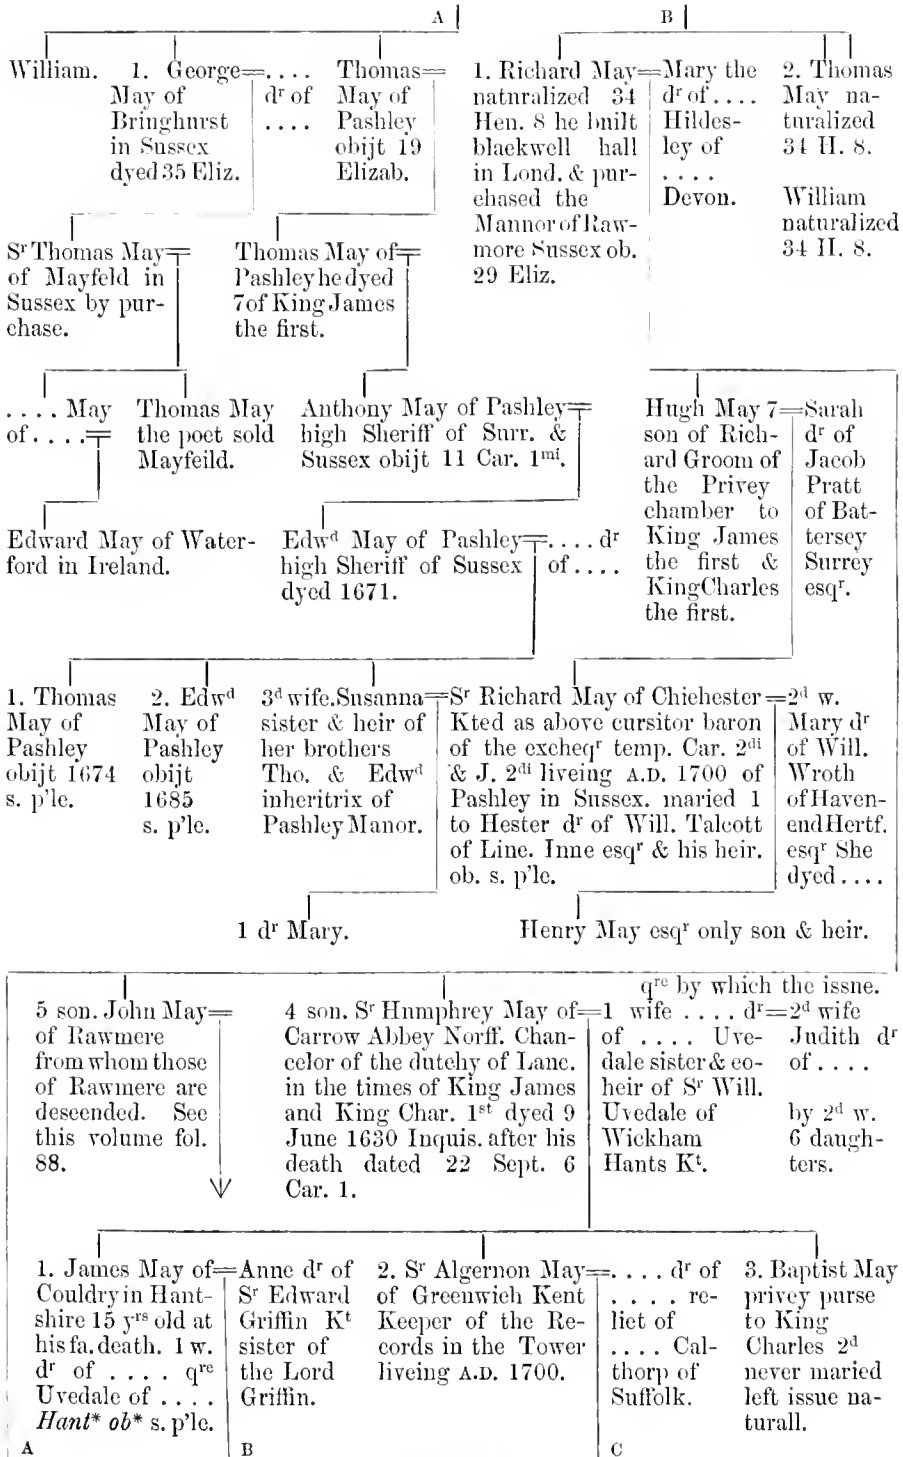 A B
William.
1. George=....
May of dʳ of
Bringhurst ....
in Sussex
dyed 35 Eliz.
Thomas=
May of
Pashley
obijt 19
Elizab.
1. Richard May=Mary the
naturalized 34 dʳ of....
Hen. 8 he built Hildes-
blackwell hall ley of
in Lond. & pur- ....
chased the Devon.
Mannor of Raw-
more Sussex ob.
29 Eliz.
2. Thomas
May na-
turalized
34 H. 8.
William
naturalized
34 H. 8.
Sʳ Thomas May=
of Mayfeld in
Sussex by pur-
chase.
Thomas May of=
Pashley he dyed
7 of King James
the first.
.... May
of....=
Thomas May
the poet sold
Mayfeild.
Anthony May of Pashley=
high Sheriff of Surr. &
Sussex obijt 11 Car. 1ᵐⁱ.
Hugh May 7=Sarah
son of Rich- dʳ of
ard Groom of Jacob
the Privey Pratt
chamber to of Bat-
King James tersey
the first & Surrey
King Charles esqʳ.
the first.
Edward May of Water-
ford in Ireland.
Edwᵈ May of Pashley=.... dʳ
high Sheriff of Sussex of....
dyed 1671.
1. Thomas
May of
Pashley
obijt 1674
s. p'le.
2. Edwᵈ
May of
Pashley
obijt
1685
s. p'le.
3ᵈ wife. Susanna=
sister & heir of
her brothers
Tho. & Edwᵈ
inheritrix of
Pashley Manor.
Sʳ Richard May of Chichester=
Kted as above cursitor baron
of the excheqʳ temp. Car. 2ᵈⁱ
& J. 2ᵈⁱ liveing A.D. 1700 of
Pashley in Sussex. maried 1
to Hester dʳ of Will. Talcott
of Linc. Inne esqʳ & his heir.
ob. s. p'le.
2ᵈ w.
Mary dʳ
of Will.
Wroth
of Haven-
end Hertf.
esqʳ She
dyed....
1 dʳ Mary.
Henry May esqʳ only son & heir.
qʳᵉ by which the issue.
5 son. John May=
of Rawmere
from whom those
of Rawmere are
descended. See
this volume fol.
88.
4 son. Sʳ Humphrey May of=
Carrow Abbey Norff. Chan-
celor of the dutchy of Lanc.
in the times of King James
and King Char. 1ˢᵗ dyed 9
June 1630 Inquis. after his
death dated 22 Sept. 6
Car. 1.
1 wife .... dʳ=
of .... Uve-
dale sister & co-
heir of Sʳ Will.
Uvedale of
Wickham
Hants Kᵗ.
2ᵈ wife
Judith dʳ
of....
by 2ᵈ w.
6 daugh-
ters.
1. James May of=
Couldry in Hant-
shire 15 yʳˢ old at
his fa. death. 1 w.
dʳ of .... qʳᵉ
Uvedale of ....
Hant* ob* s. p'le.
Anne dʳ of
Sʳ Edward
Griffin Kᵗ
sister of
the Lord
Griffin.
2. Sʳ Algernon May=
of Greenwich Kent
Keeper of the Re-
cords in the Tower
liveing A.D. 1700.
.... dʳ of
.... re-
lict of
.... Cal-
thorp of
Suffolk.
3. Baptist May
privey purse
to King
Charles 2ᵈ
never maried
left issue na-
turall.
A B C